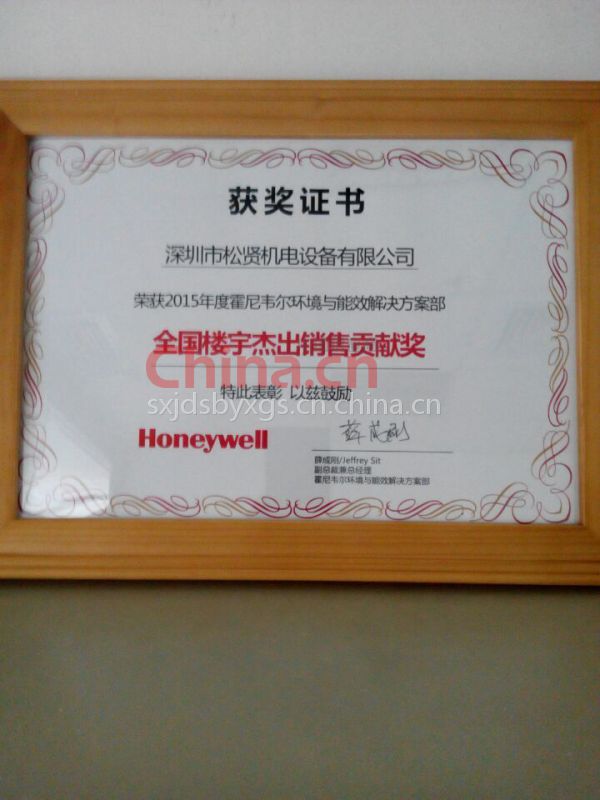 获奖证书
深圳市松贤机电设备有限公司
荣获2015年度霍尼韦尔环境与能效解决方案部
全国楼宇杰出销售贡献奖
China.cn
特此表彰 以兹鼓励
sxjdsbyxgs.cn.china.cn
Honeywell
薛成刚/Jeffrey Sit
副总裁兼总经理
霍尼韦尔环境与能效解决方案部